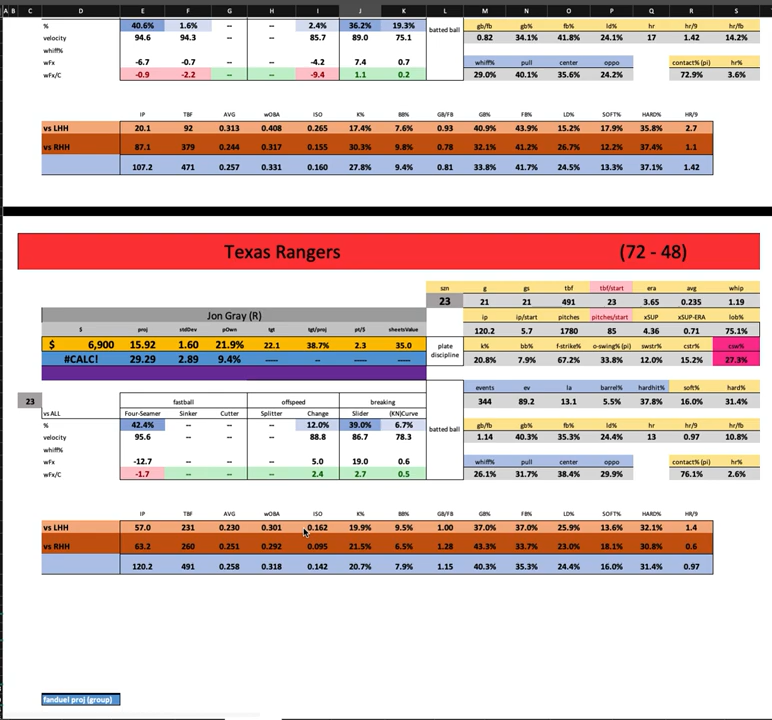 A B C D E F G H I J K L M N O P Q R S
% 40.6% 1.6% -- -- 2.4% 36.2% 19.3% batted ball gb/fb gb% fb% ld% hr hr/9 hr/fb
velocity 94.6 94.3 -- -- 85.7 89.0 75.1 0.82 34.1% 41.8% 24.1% 17 1.42 14.2%
whiff%
wFx -6.7 -0.7 -4.2 7.4 0.7 whiff% pull center oppo contact% (pi) hr%
wFx/C -0.9 -2.2 -- -- -9.4 1.1 0.2 29.0% 40.1% 35.6% 24.2% 72.9% 3.6%
IP TBF AVG wOBA ISO K% BB% GB/FB GB% FB% LD% SOFT% HARD% HR/9
vs LHH 20.1 92 0.313 0.408 0.265 17.4% 7.6% 0.93 40.9% 43.9% 15.2% 17.9% 35.8% 2.7
vs RHH 87.1 379 0.244 0.317 0.155 30.3% 9.8% 0.78 32.1% 41.2% 26.7% 12.2% 37.4% 1.1
107.2 471 0.257 0.331 0.160 27.8% 9.4% 0.81 33.8% 41.7% 24.5% 13.3% 37.1% 1.42
Texas Rangers (72 - 48)
szn g gs tbf tbf/start era avg whip
23 21 21 491 23 3.65 0.235 1.19
Jon Gray (R) ip ip/start pitches pitches/start xSUP xSUP-ERA lob%
$ proj stdDev pOwn tgt tgt/proj pt/$ sheetsValue 120.2 5.7 1780 85 4.36 0.71 75.1%
$ 6,900 15.92 1.60 21.9% 22.1 38.7% 2.3 35.0 plate discipline k% bb% f-strike% o-swing% (pi) swstr% cstr% csw%
#CALC! 29.29 2.89 9.4% ---- ---- ---- ---- 20.8% 7.9% 67.2% 33.8% 12.0% 15.2% 27.3%
events ev la barrel% hardhit% soft% hard%
23 fastball offspeed breaking 344 89.2 13.1 5.5% 37.8% 16.0% 31.4%
vs ALL Four-Seamer Sinker Cutter Splitter Change Slider (KN)Curve
% 42.4% -- -- -- 12.0% 39.0% 6.7% batted ball gb/fb gb% fb% ld% hr hr/9 hr/fb
velocity 95.6 -- -- -- 88.8 86.7 78.3 1.14 40.3% 35.3% 24.4% 13 0.97 10.8%
whiff%
wFx -12.7 5.0 19.0 0.6 whiff% pull center oppo contact% (pi) hr%
wFx/C -1.7 -- -- -- 2.4 2.7 0.5 26.1% 31.7% 38.4% 29.9% 76.1% 2.6%
IP TBF AVG wOBA ISO K% BB% GB/FB GB% FB% LD% SOFT% HARD% HR/9
vs LHH 57.0 231 0.230 0.301 0.162 19.9% 9.5% 1.00 37.0% 37.0% 25.9% 13.6% 32.1% 1.4
vs RHH 63.2 260 0.251 0.292 0.095 21.5% 6.5% 1.28 43.3% 33.7% 23.0% 18.1% 30.8% 0.6
120.2 491 0.258 0.318 0.142 20.7% 7.9% 1.15 40.3% 35.3% 24.4% 16.0% 31.4% 0.97
fanduel proj (group)